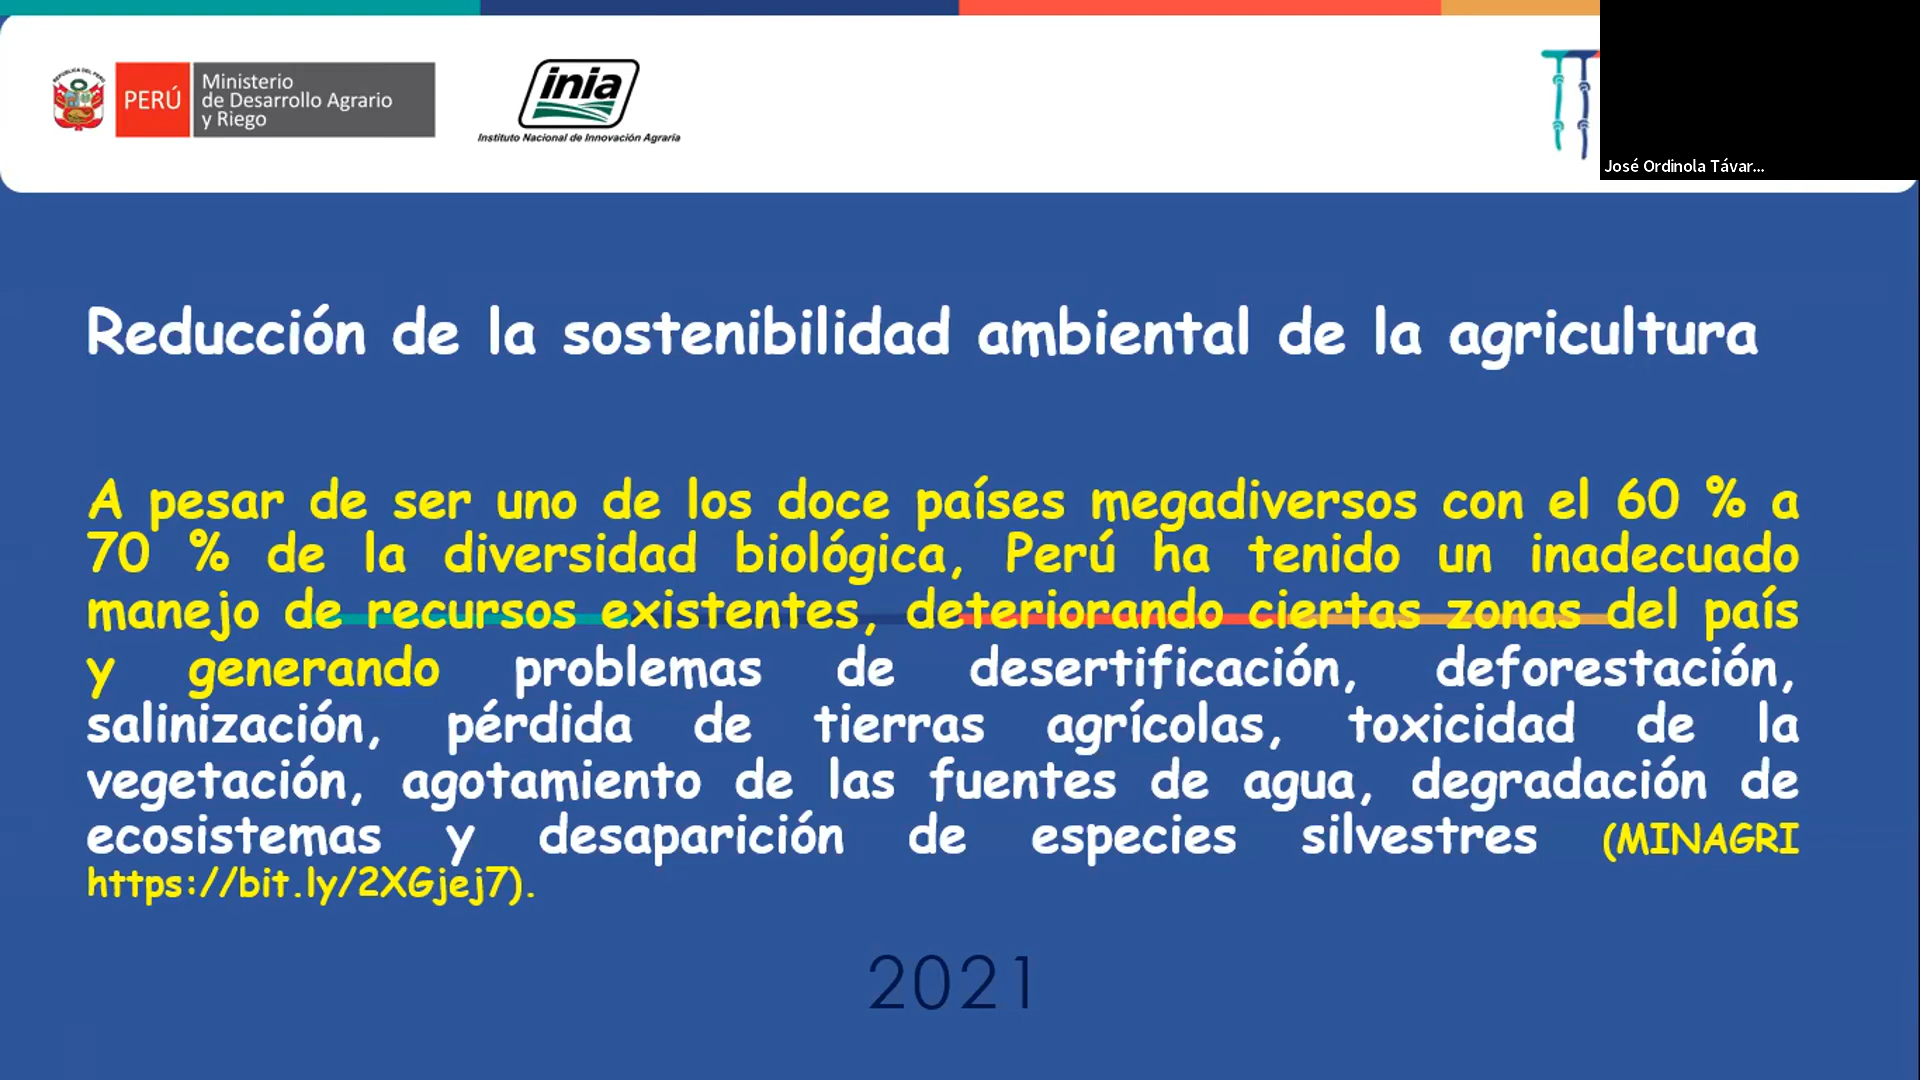 PERÚ
Ministerio
de Desarrollo Agrario
y Riego
inia
Instituto Nacional de Innovación Agraria
José Ordinola Távar...
Reducción de la sostenibilidad ambiental de la agricultura
A pesar de ser uno de los doce países megadiversos con el 60 % a
70 % de la diversidad biológica, Perú ha tenido un inadecuado
manejo de recursos existentes, deteriorando ciertas zonas del país
y generando problemas de desertificación, deforestación,
salinización, pérdida de tierras agrícolas, toxicidad de la
vegetación, agotamiento de las fuentes de agua, degradación de
ecosistemas y desaparición de especies silvestres (MINAGRI
https://bit.ly/2XGjej7).
2021